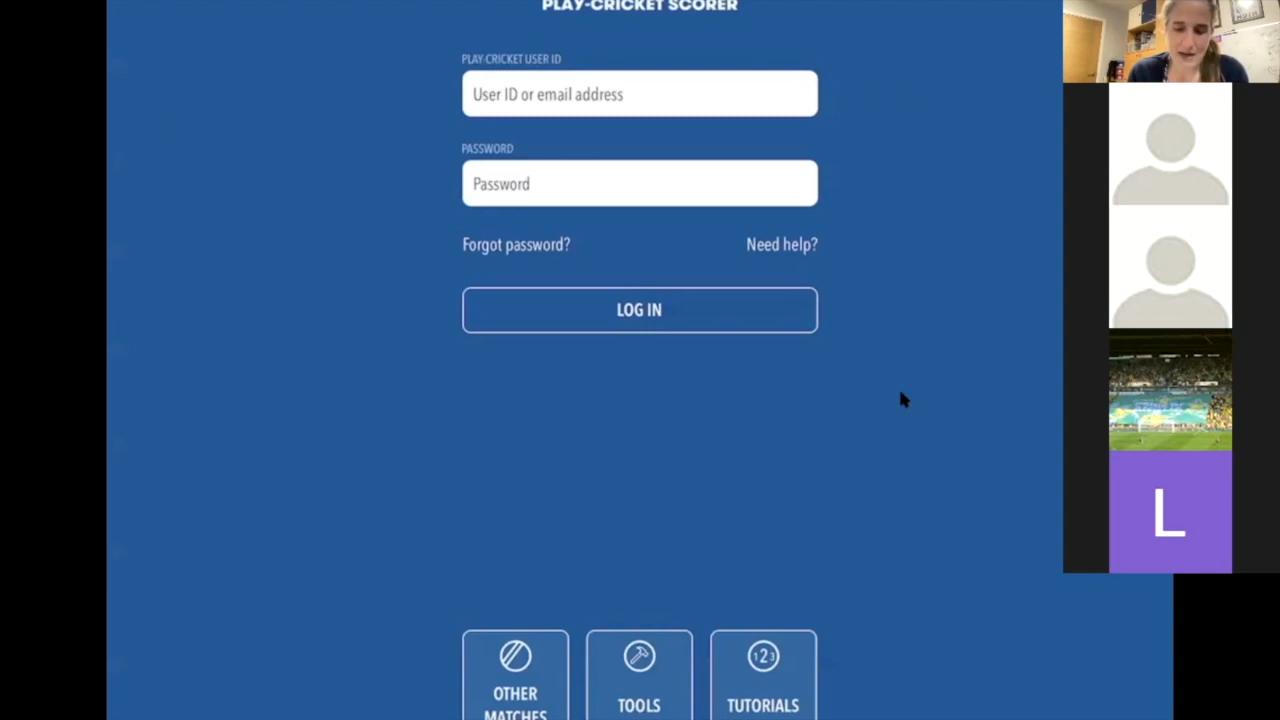 PLAY-CRICKET SCORER
PLAY-CRICKET USER ID
User ID or email address
PASSWORD
Password
Forgot password?
Need help?
LOG IN
L
OTHER
MATCHES
TOOLS
123
TUTORIALS